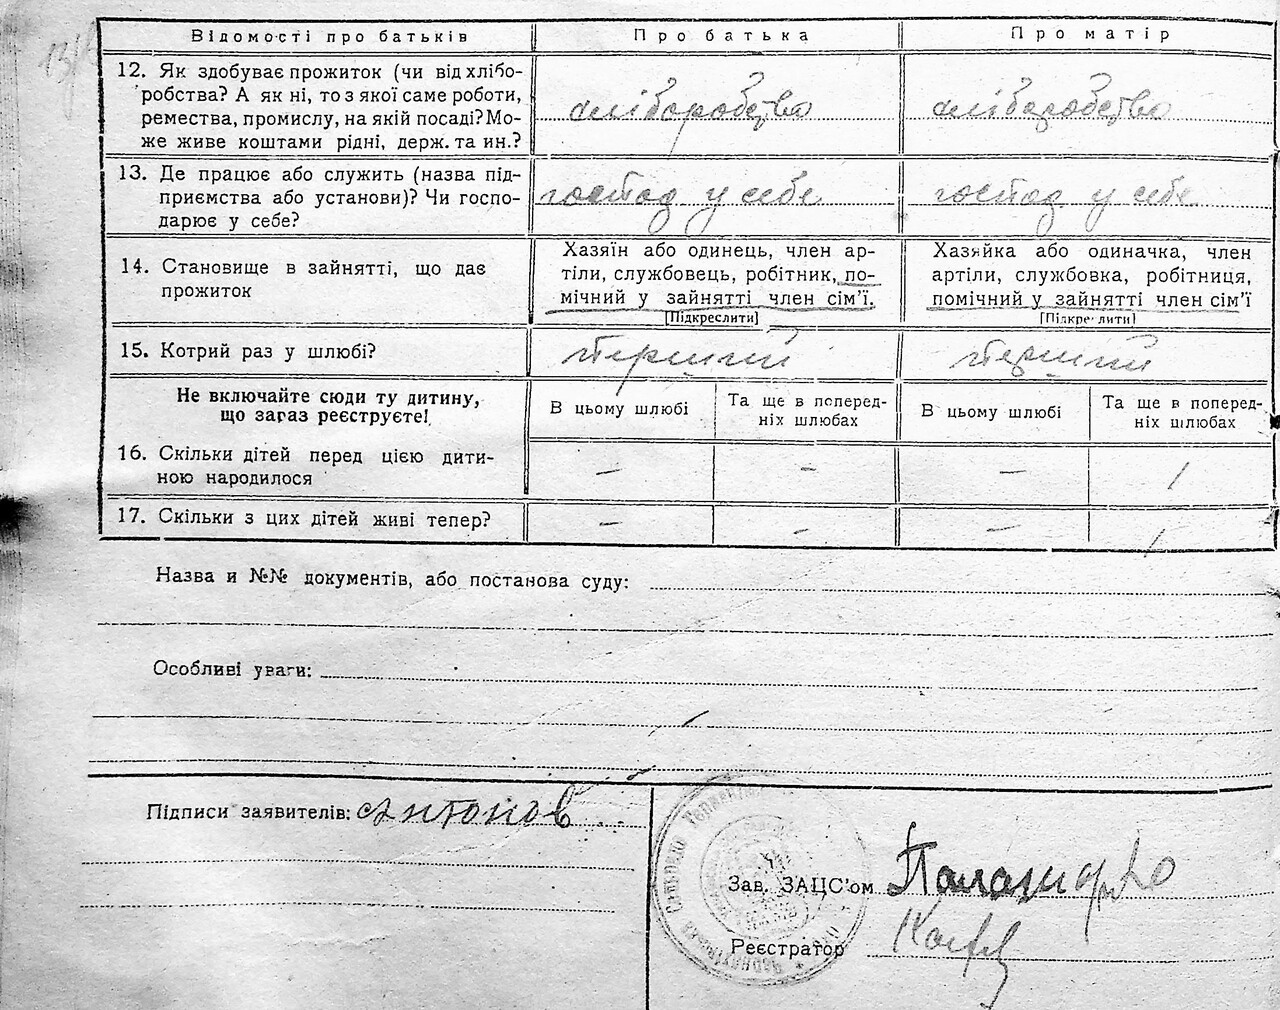 Відомості про батьків
Про батька
Про матір
12. Як здобуває прожиток (чи від хлібо-
робства? А як ні, то з якої саме роботи,
ремества, промислу, на якій посаді? Мо-
же живе коштами рідні, держ. та ин.?
хліборобство
хліборобство
13. Де працює або служить (назва під-
приємства або установи)? Чи госпо-
дарює у себе?
господ у себе
господ у себе
14. Становище в зайнятті, що дає
прожиток
Хазяїн або одинець, член ар-
тіли, службовець, робітник, по-
мічний у зайнятті член сім'ї.
[Підкреслити]
Хазяйка або одиначка, член
артіли, службовка, робітниця,
помічний у зайнятті член сім'ї
[Підкреслити]
15. Котрий раз у шлюбі?
перший
перший
Не включайте сюди ту дитину,
що зараз реєструєте!
В цьому шлюбі
Та ще в поперед-
ніх шлюбах
В цьому шлюбі
Та ще в поперед-
ніх шлюбах
16. Скільки дітей перед цією дити-
ною народилося
– – – /
17. Скільки з цих дітей живі тепер?
– – – /
Назва и №№ документів, або постанова суду:
Особливі уваги:
Підписи заявителів: Антонов
Зав. ЗАЦС'ом
Реєстратор